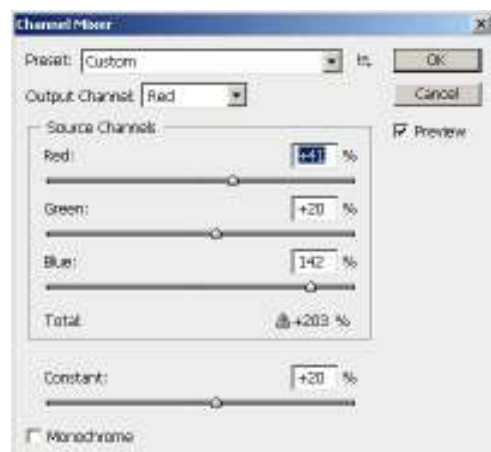 Channel Mixer
Preset: Custom
OK
Output Channel: Red
Cancel
Source Channels
Preview
Red: +41 %
Green: +20 %
Blue: 142 %
Total: +203 %
Constant: +20 %
Monochrome